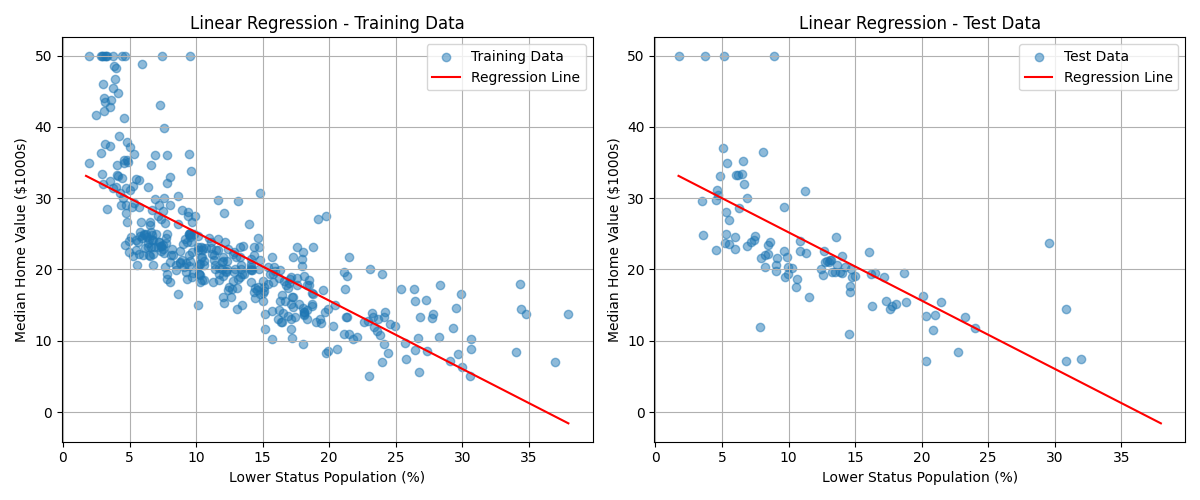 Linear Regression - Training Data
50
40
30
20
10
0
0 5 10 15 20 25 30 35
Median Home Value ($1000s)
Lower Status Population (%)
Training Data
Regression Line
Linear Regression - Test Data
50
40
30
20
10
0
0 5 10 15 20 25 30 35
Median Home Value ($1000s)
Lower Status Population (%)
Test Data
Regression Line